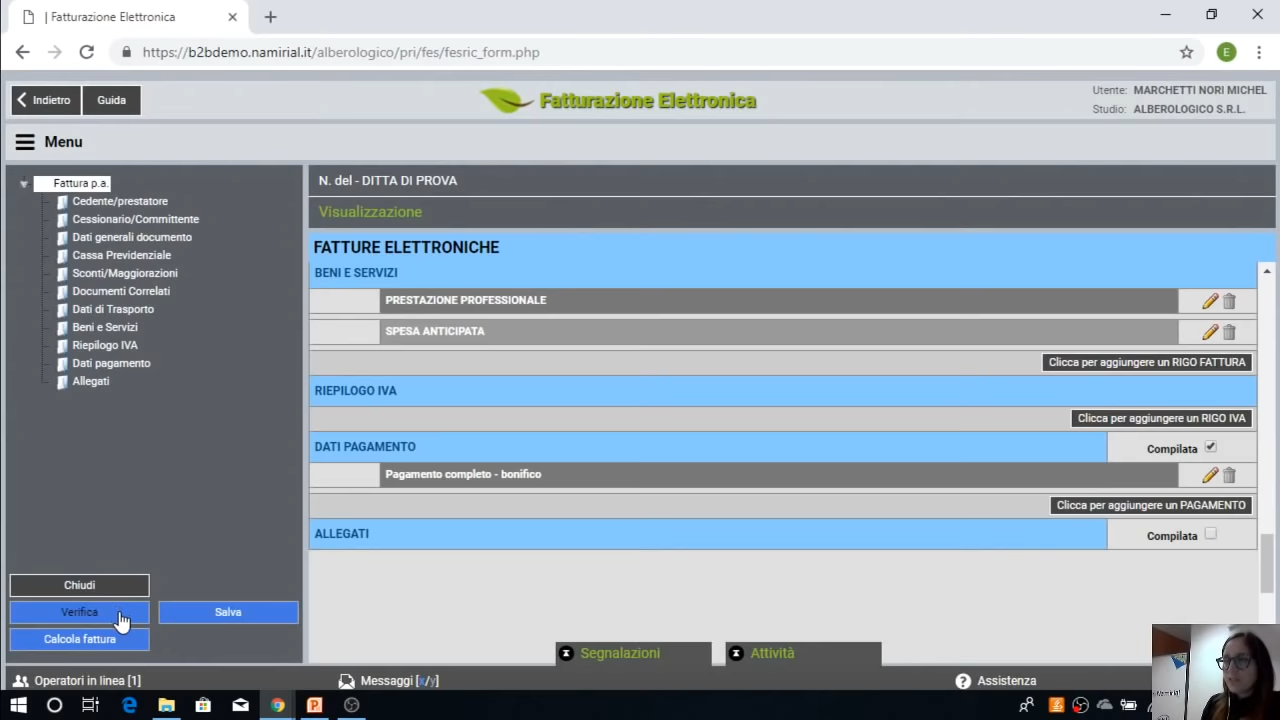 | Fatturazione Elettronica
https://b2bdemo.namirial.it/alberologico/pri/fes/fesric_form.php
E
Indietro
Guida
Fatturazione Elettronica
Utente: MARCHETTI NORI MICHEL
Studio: ALBEROLOGICO S.R.L.
Menu
Fattura p.a.
Cedente/prestatore
Cessionario/Committente
Dati generali documento
Cassa Previdenziale
Sconti/Maggiorazioni
Documenti Correlati
Dati di Trasporto
Beni e Servizi
Riepilogo IVA
Dati pagamento
Allegati
Chiudi
Verifica
Salva
Calcola fattura
N. del - DITTA DI PROVA
Visualizzazione
FATTURE ELETTRONICHE
BENI E SERVIZI
PRESTAZIONE PROFESSIONALE
SPESA ANTICIPATA
Clicca per aggiungere un RIGO FATTURA
RIEPILOGO IVA
Clicca per aggiungere un RIGO IVA
DATI PAGAMENTO
Compilata
Pagamento completo - bonifico
Clicca per aggiungere un PAGAMENTO
ALLEGATI
Compilata
Segnalazioni
Attività
Operatori in linea [1]
Messaggi [x/y]
Assistenza